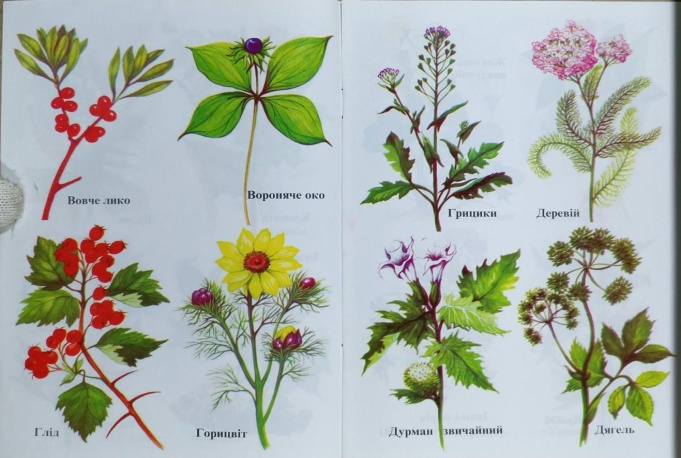 Вовче лико
Вороняче око
Грицики
Деревій
Глід
Горицвіт
Дурман звичайний
Дягель